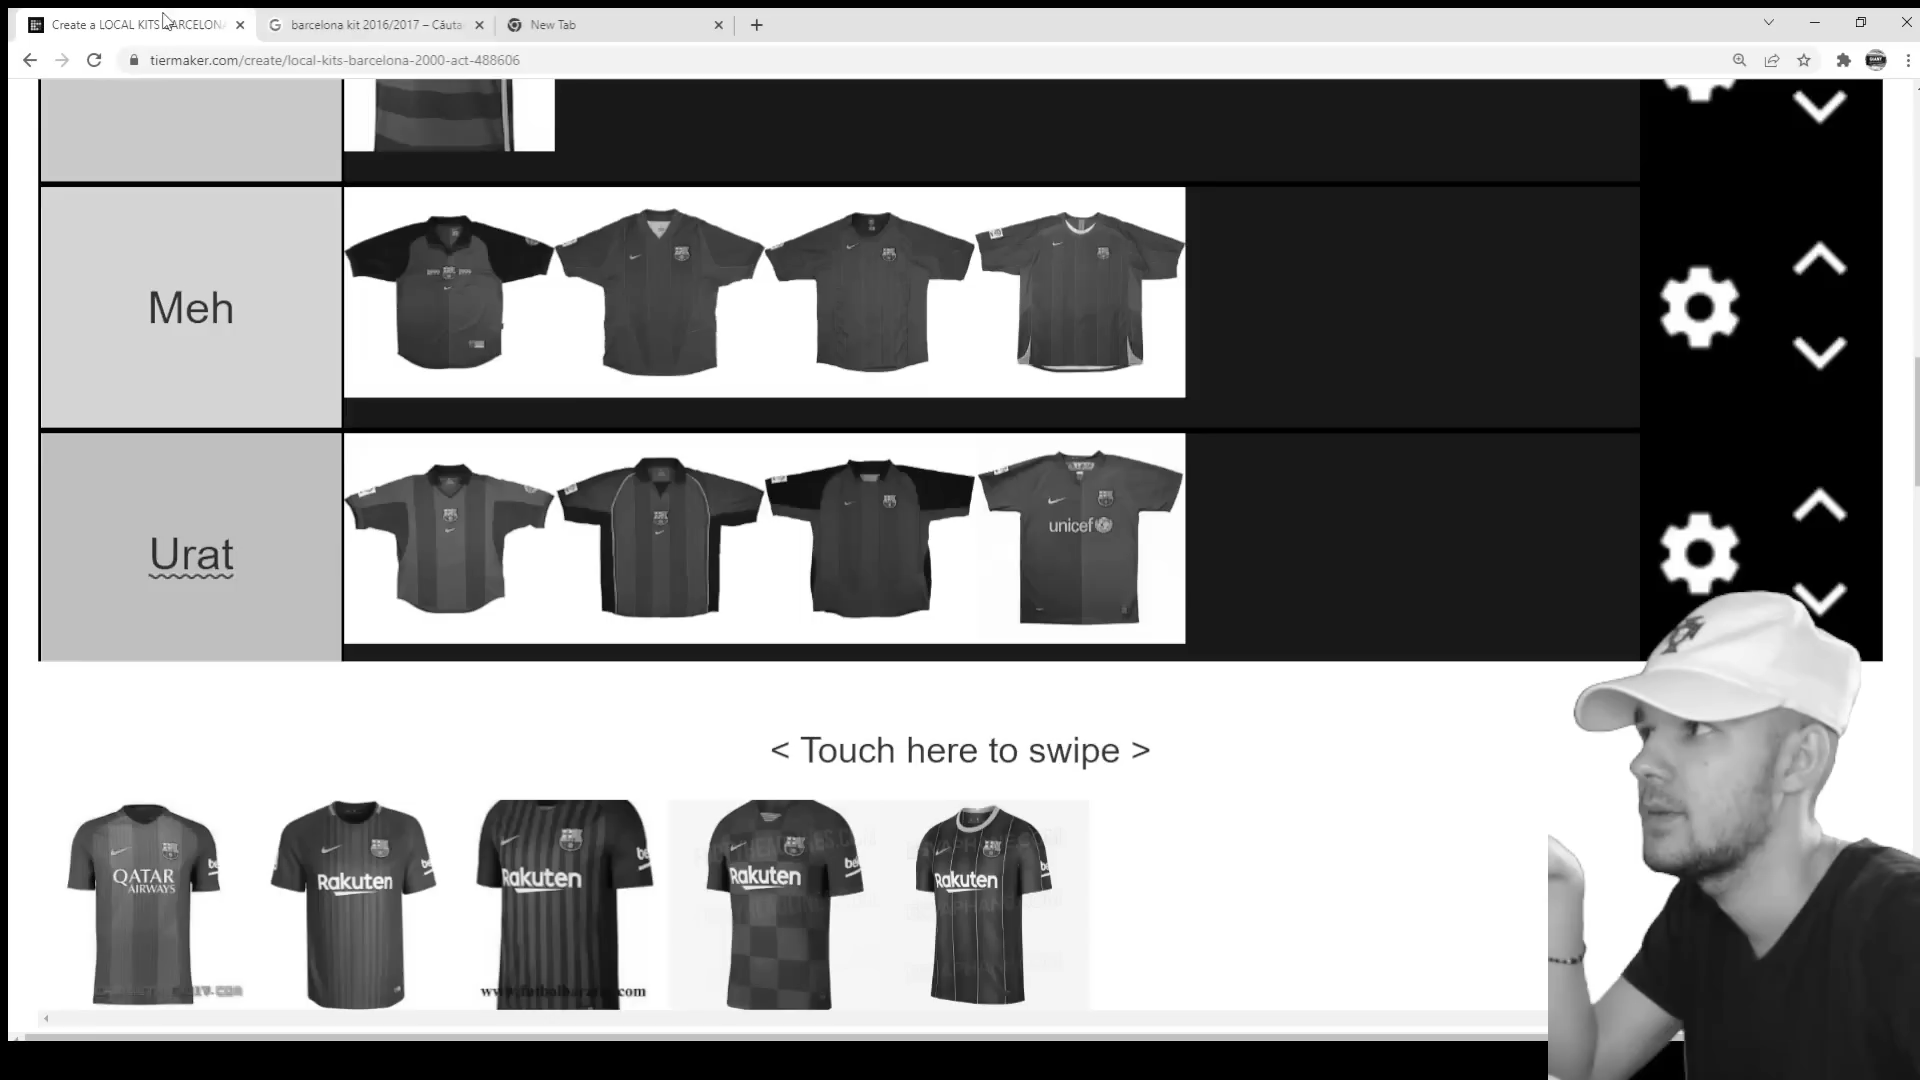 Create a LOCAL KITS BARCELONA
barcelona kit 2016/2017 – Căuta
New Tab
tiermaker.com/create/local-kits-barcelona-2000-act-488606
Meh
Urat
unicef
< Touch here to swipe >
QATAR
AIRWAYS
Rakuten
Rakuten
Rakuten
Rakuten